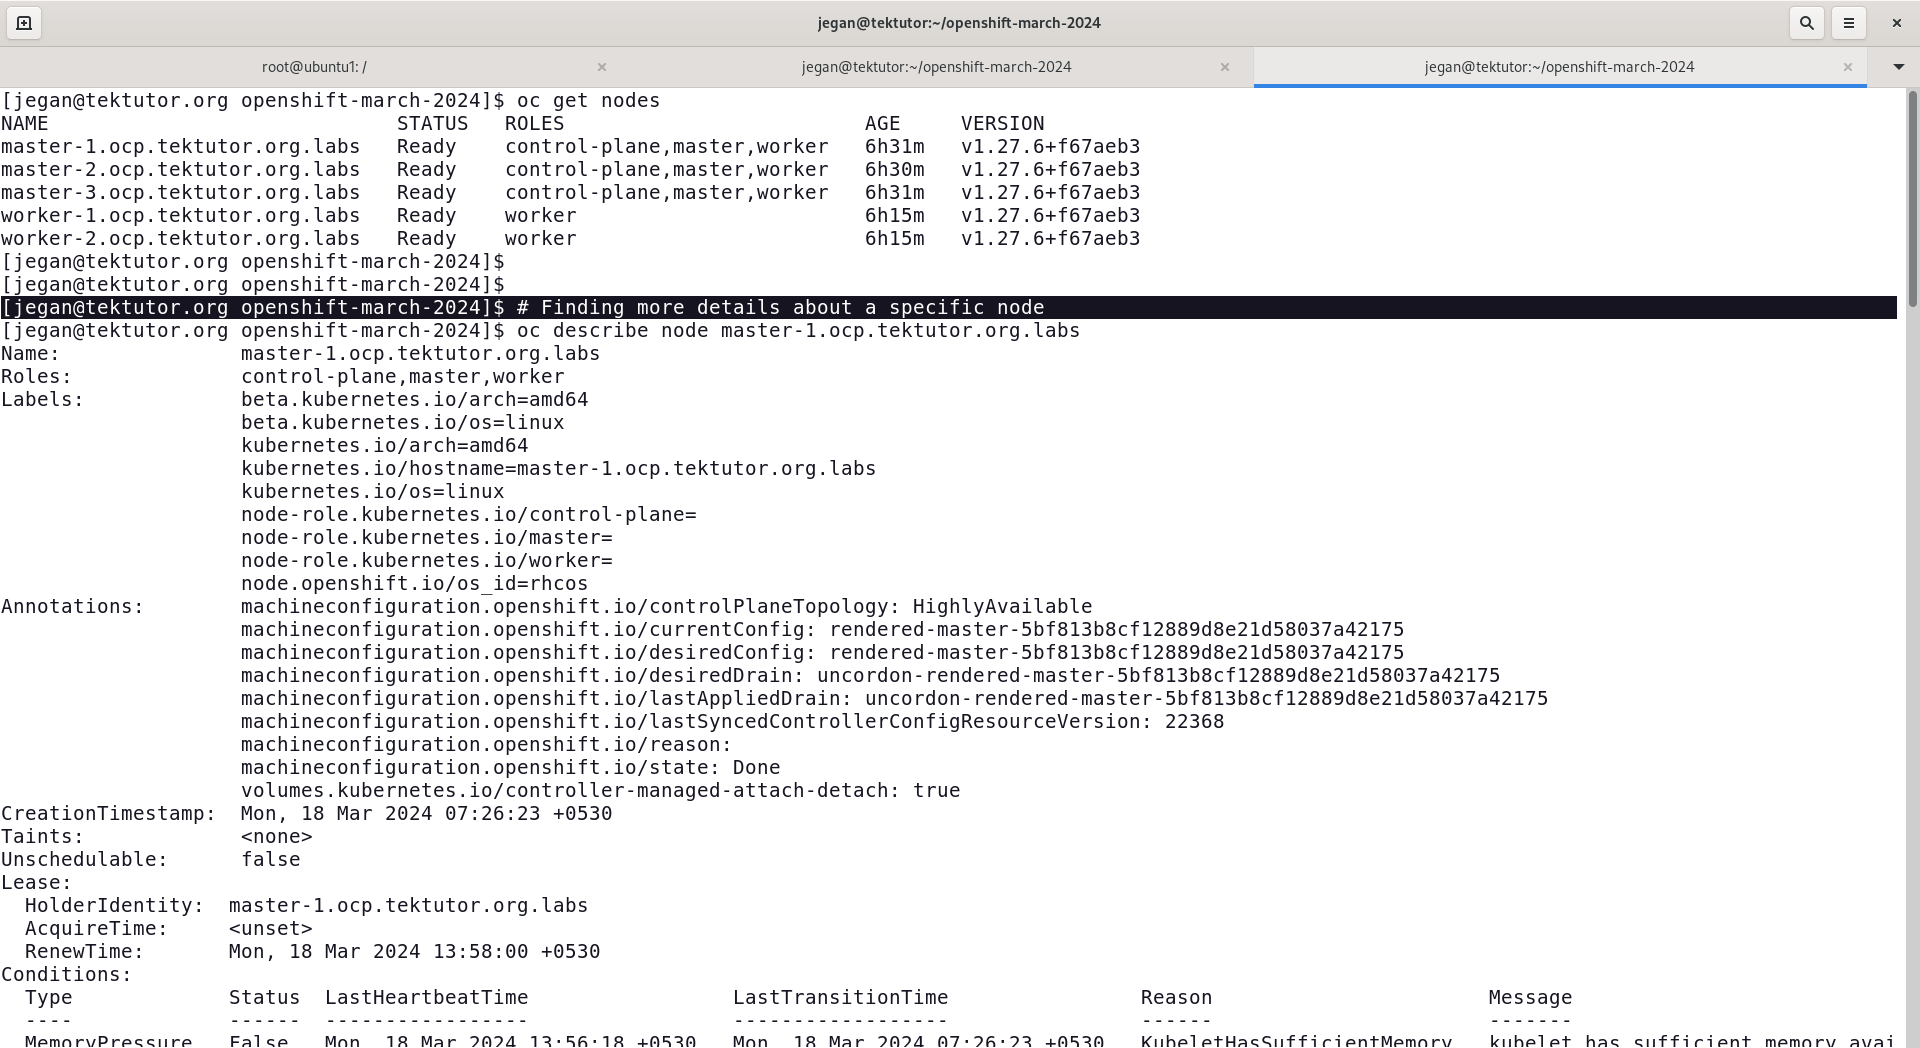 jegan@tektutor:~/openshift-march-2024
root@ubuntu1: /
jegan@tektutor:~/openshift-march-2024
jegan@tektutor:~/openshift-march-2024
[jegan@tektutor.org openshift-march-2024]$ oc get nodes
NAME                             STATUS   ROLES                         AGE     VERSION
master-1.ocp.tektutor.org.labs   Ready    control-plane,master,worker   6h31m   v1.27.6+f67aeb3
master-2.ocp.tektutor.org.labs   Ready    control-plane,master,worker   6h30m   v1.27.6+f67aeb3
master-3.ocp.tektutor.org.labs   Ready    control-plane,master,worker   6h31m   v1.27.6+f67aeb3
worker-1.ocp.tektutor.org.labs   Ready    worker                        6h15m   v1.27.6+f67aeb3
worker-2.ocp.tektutor.org.labs   Ready    worker                        6h15m   v1.27.6+f67aeb3
[jegan@tektutor.org openshift-march-2024]$
[jegan@tektutor.org openshift-march-2024]$
[jegan@tektutor.org openshift-march-2024]$ # Finding more details about a specific node
[jegan@tektutor.org openshift-march-2024]$ oc describe node master-1.ocp.tektutor.org.labs
Name:               master-1.ocp.tektutor.org.labs
Roles:              control-plane,master,worker
Labels:             beta.kubernetes.io/arch=amd64
                    beta.kubernetes.io/os=linux
                    kubernetes.io/arch=amd64
                    kubernetes.io/hostname=master-1.ocp.tektutor.org.labs
                    kubernetes.io/os=linux
                    node-role.kubernetes.io/control-plane=
                    node-role.kubernetes.io/master=
                    node-role.kubernetes.io/worker=
                    node.openshift.io/os_id=rhcos
Annotations:        machineconfiguration.openshift.io/controlPlaneTopology: HighlyAvailable
                    machineconfiguration.openshift.io/currentConfig: rendered-master-5bf813b8cf12889d8e21d58037a42175
                    machineconfiguration.openshift.io/desiredConfig: rendered-master-5bf813b8cf12889d8e21d58037a42175
                    machineconfiguration.openshift.io/desiredDrain: uncordon-rendered-master-5bf813b8cf12889d8e21d58037a42175
                    machineconfiguration.openshift.io/lastAppliedDrain: uncordon-rendered-master-5bf813b8cf12889d8e21d58037a42175
                    machineconfiguration.openshift.io/lastSyncedControllerConfigResourceVersion: 22368
                    machineconfiguration.openshift.io/reason:
                    machineconfiguration.openshift.io/state: Done
                    volumes.kubernetes.io/controller-managed-attach-detach: true
CreationTimestamp:  Mon, 18 Mar 2024 07:26:23 +0530
Taints:             <none>
Unschedulable:      false
Lease:
  HolderIdentity:  master-1.ocp.tektutor.org.labs
  AcquireTime:     <unset>
  RenewTime:       Mon, 18 Mar 2024 13:58:00 +0530
Conditions:
  Type             Status  LastHeartbeatTime                 LastTransitionTime                Reason                       Message
  ----             ------  -----------------                 ------------------                ------                       -------
  MemoryPressure   False   Mon, 18 Mar 2024 13:56:18 +0530   Mon, 18 Mar 2024 07:26:23 +0530   KubeletHasSufficientMemory   kubelet has sufficient memory avai